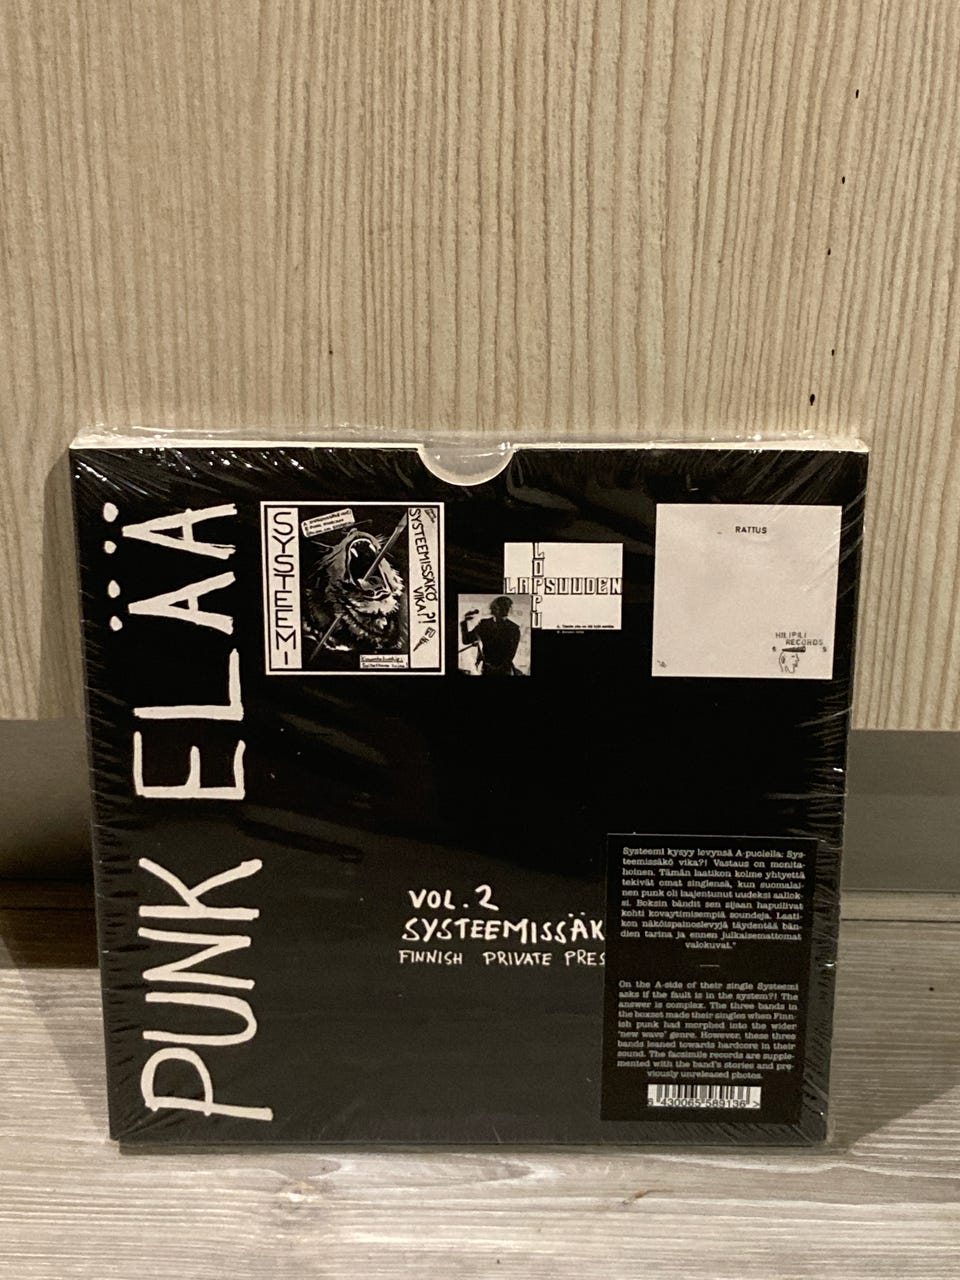 PUNK ELÄÄ
SYSTEEMI
SYSTEEMISSÄKÖ
VIKA?!
LOPPU
LAPSUUDEN
RATTUS
HILIPILI
RECORDS
VOL. 2
SYSTEEMISSÄK
FINNISH PRIVATE PRES
Systeemi kysyy levynsä A-puolella: Sys-
teemissäkö vika?! Vastaus on monita-
hoinen. Tämän laatikon kolme yhtyettä
tekivät omat singlensä, kun suomalai-
nen punk oli laajentunut uudeksi aallok-
si. Boksin bändit sen sijaan hapuilivat
kohti kovaytimisempiä soundeja. Laati-
kon näköispainoslevyjä täydentää bän-
dien tarina ja ennen julkaisemattomat
valokuvat."
On the A-side of their single Systeemi
asks if the fault is in the system?! The
answer is complex. The three bands in
the boxset made their singles when Finn-
ish punk had morphed into the wider
'new wave' genre. However, these three
bands leaned towards hardcore in their
sound. The facsimile records are supple-
mented with the band's stories and pre-
viously unreleased photos.
6 430065 589136 >